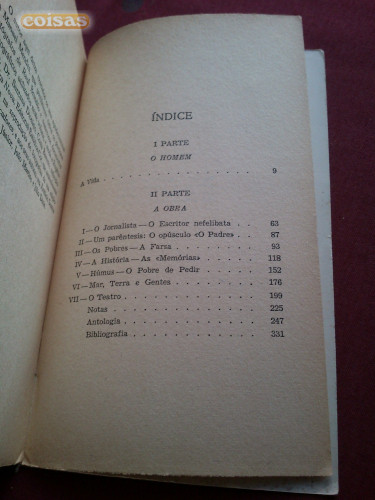 coisas
ÍNDICE
I PARTE
O HOMEM
A Vida . . . . . . . . . . . . . . . . 9
II PARTE
A OBRA
I — O Jornalista — O Escritor nefelibata . . 63
II — Um parêntesis: O opúsculo «O Padre» . . 87
III — Os Pobres — A Farsa . . . . . . 93
IV — A História — As «Memórias» . . . . 118
V — Húmus — O Pobre de Pedir . . . . 152
VI — Mar, Terra e Gentes . . . . . . 176
VII — O Teatro . . . . . . . . . . 199
Notas . . . . . . . . . . . 225
Antologia . . . . . . . . . . 247
Bibliografia . . . . . . . . . 331